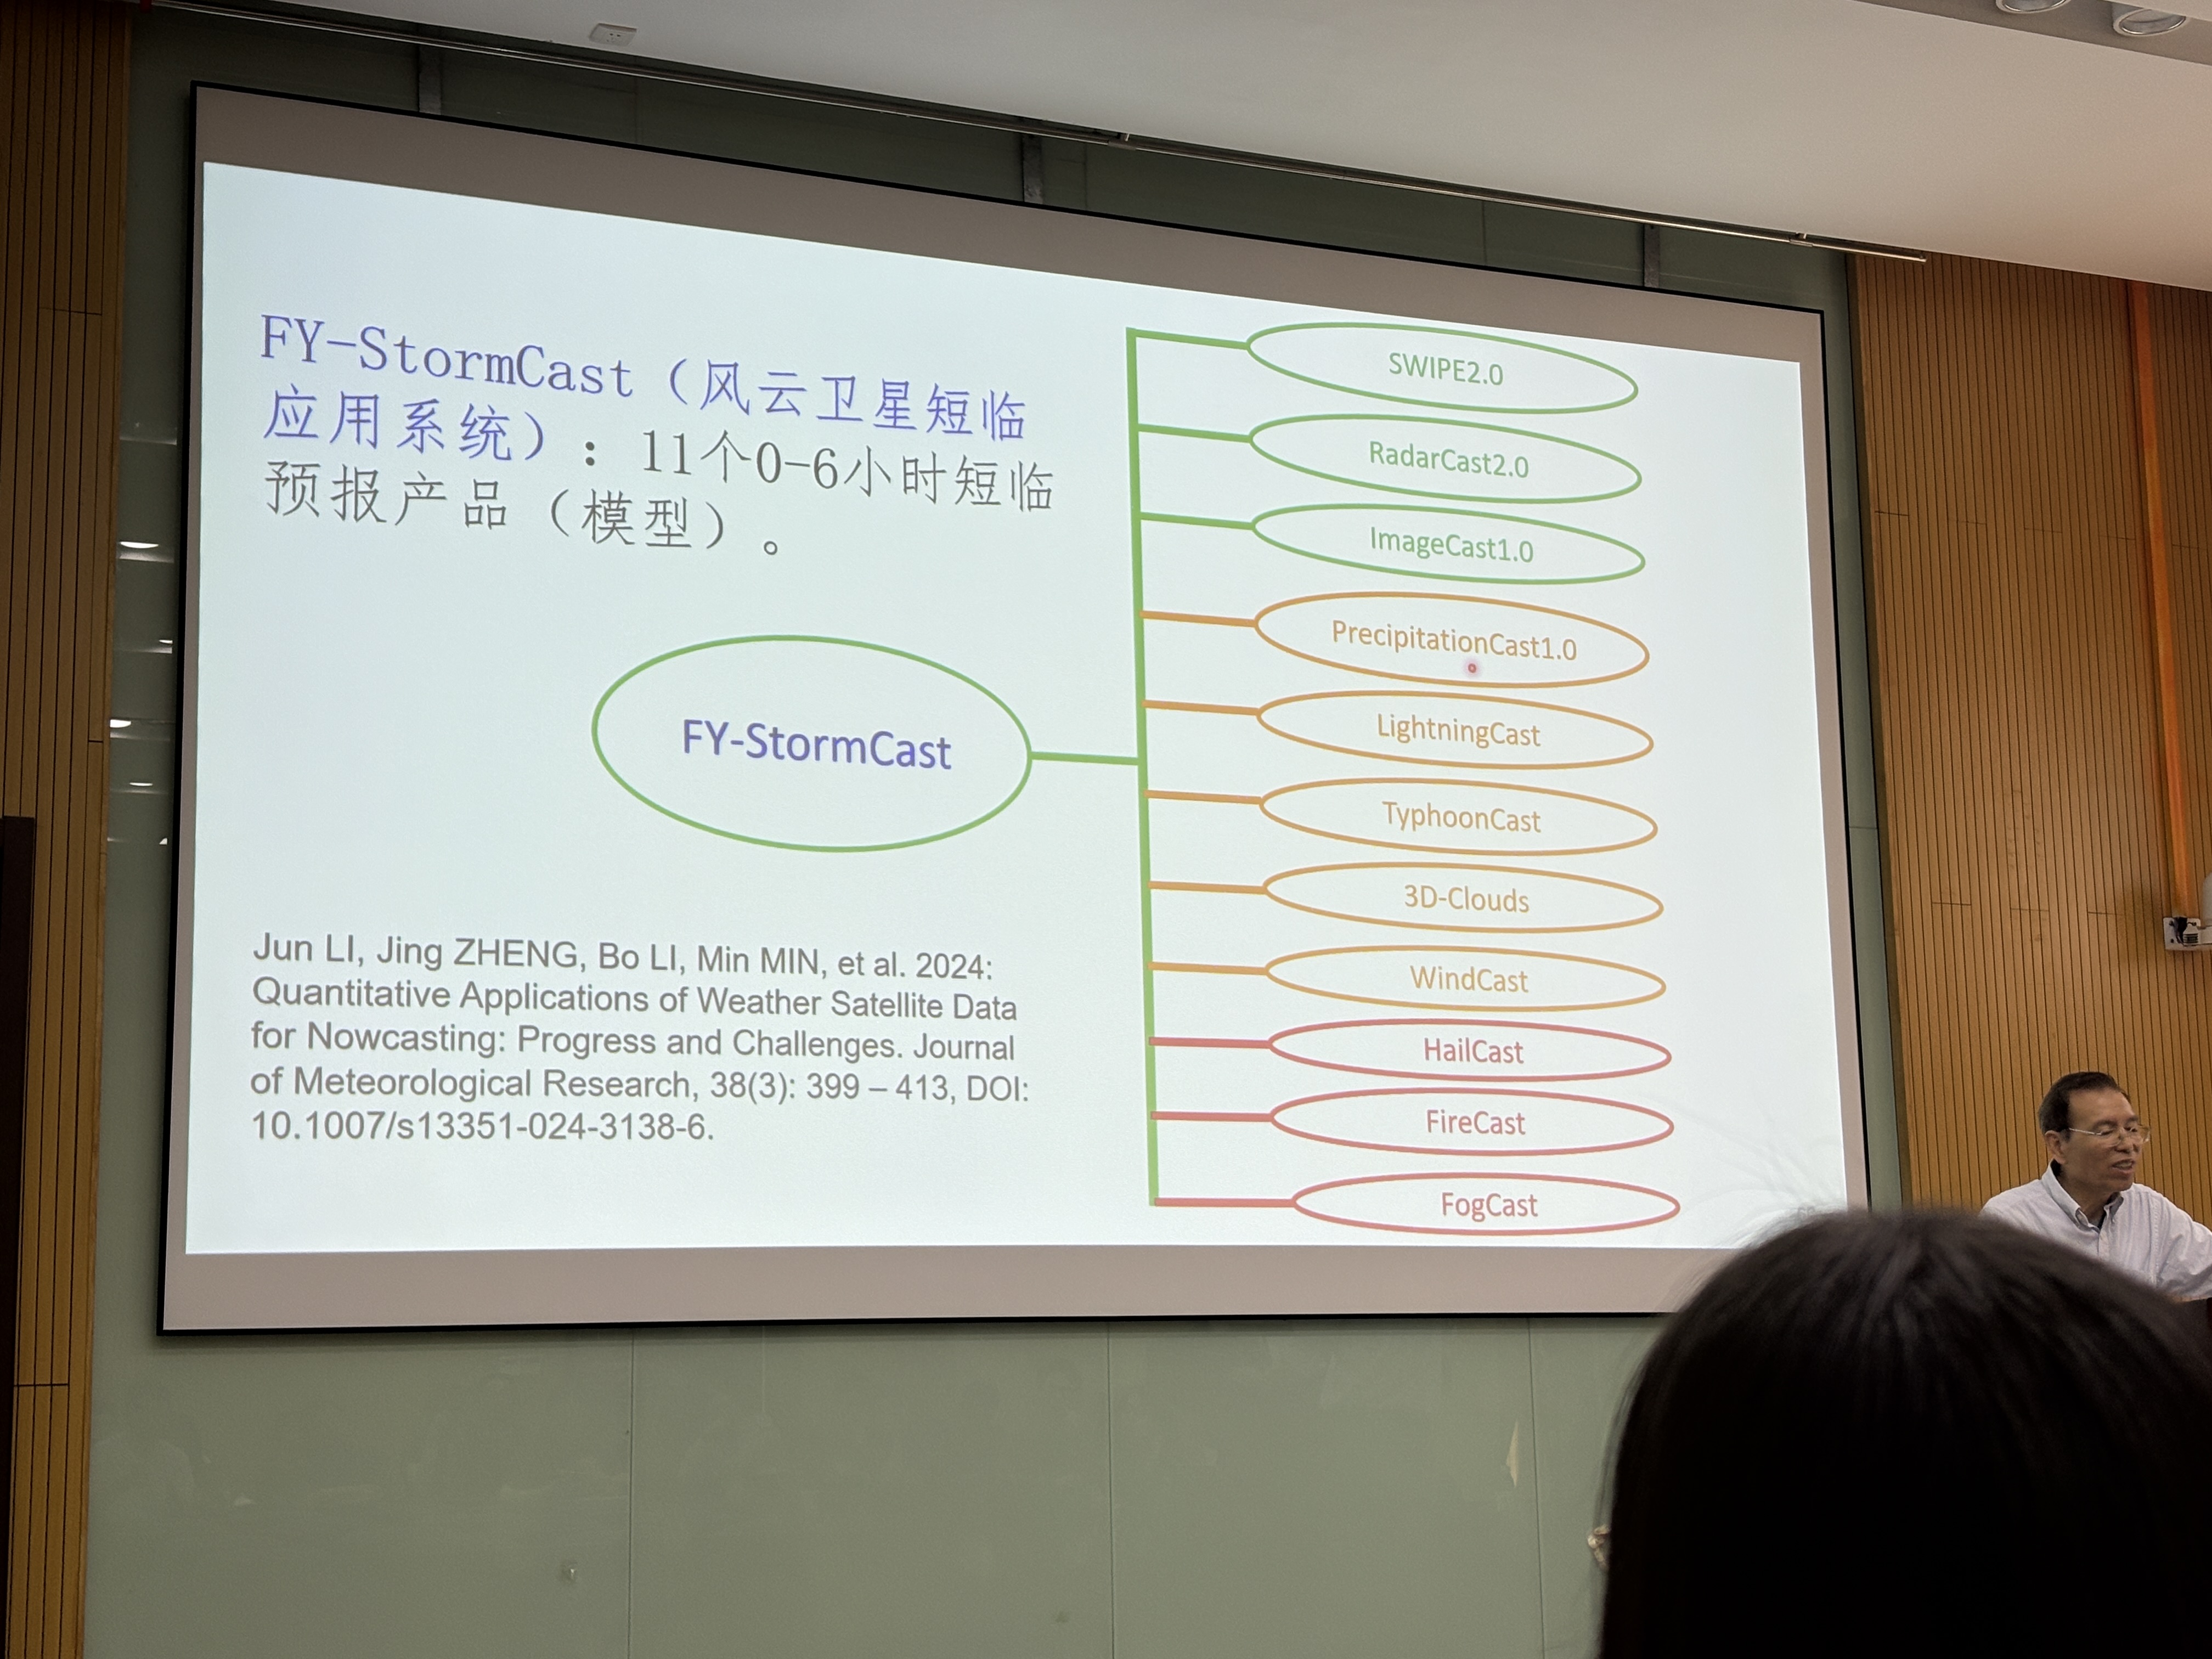 FY-StormCast（风云卫星短临
应用系统）：11个0-6小时短临
预报产品（模型）。
FY-StormCast
Jun LI, Jing ZHENG, Bo LI, Min MIN, et al. 2024:
Quantitative Applications of Weather Satellite Data
for Nowcasting: Progress and Challenges. Journal
of Meteorological Research, 38(3): 399 – 413, DOI:
10.1007/s13351-024-3138-6.
SWIPE2.0
RadarCast2.0
ImageCast1.0
PrecipitationCast1.0
LightningCast
TyphoonCast
3D-Clouds
WindCast
HailCast
FireCast
FogCast